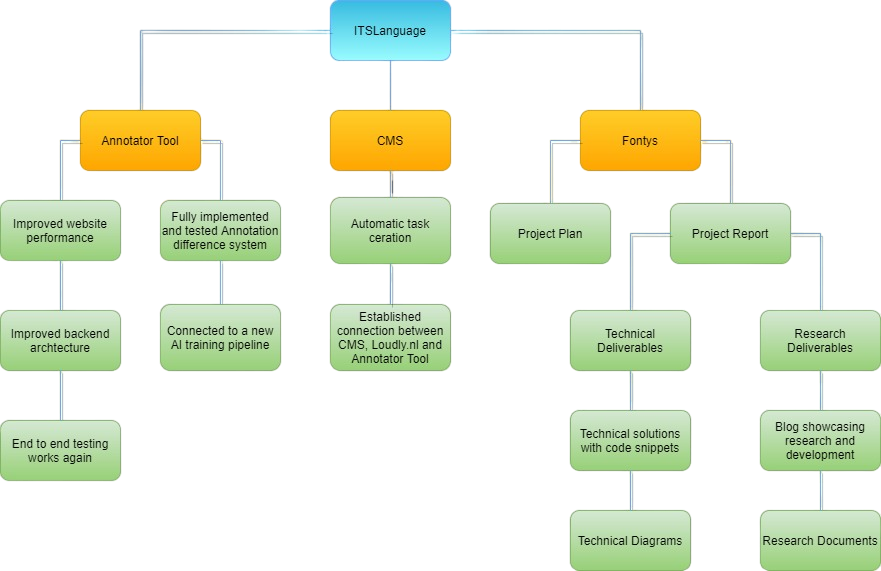 ITSLanguage
Annotator Tool
CMS
Fontys
Improved website
performance
Fully implemented
and tested Annotation
difference system
Automatic task
ceration
Project Plan
Project Report
Improved backend
archtecture
Connected to a new
AI training pipeline
Established
connection between
CMS, Loudly.nl and
Annotator Tool
Technical
Deliverables
Research
Deliverables
End to end testing
works again
Technical solutions
with code snippets
Blog showcasing
research and
development
Technical Diagrams
Research Documents